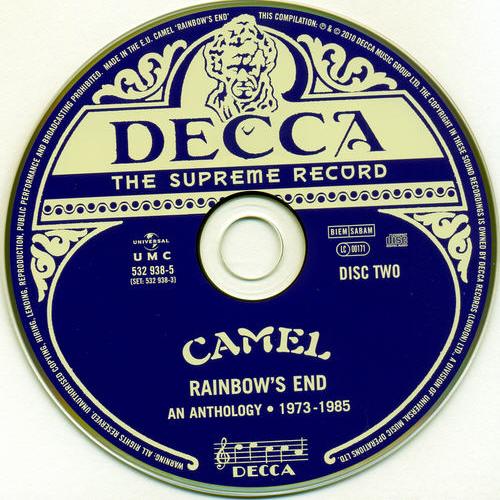 MADE IN THE E.U. CAMEL 'RAINBOW'S END' THIS COMPILATION: ℗ & © 2010 DECCA MUSIC GROUP LTD. THE COPYRIGHT IN THESE SOUND RECORDINGS IS OWNED BY DECCA RECORDS (LONDON) LTD., A DIVISION OF UNIVERSAL MUSIC OPERATIONS LTD.
WARNING: ALL RIGHTS RESERVED. UNAUTHORISED COPYING, HIRING, LENDING, REPRODUCTION, PUBLIC PERFORMANCE AND BROADCASTING PROHIBITED.
DECCA
THE SUPREME RECORD
UNIVERSAL
UMC
532 938-5
(SET: 532 938-3)
BIEM SABAM
LC 00171
DISC TWO
CAMEL
RAINBOW'S END
AN ANTHOLOGY • 1973-1985
DECCA